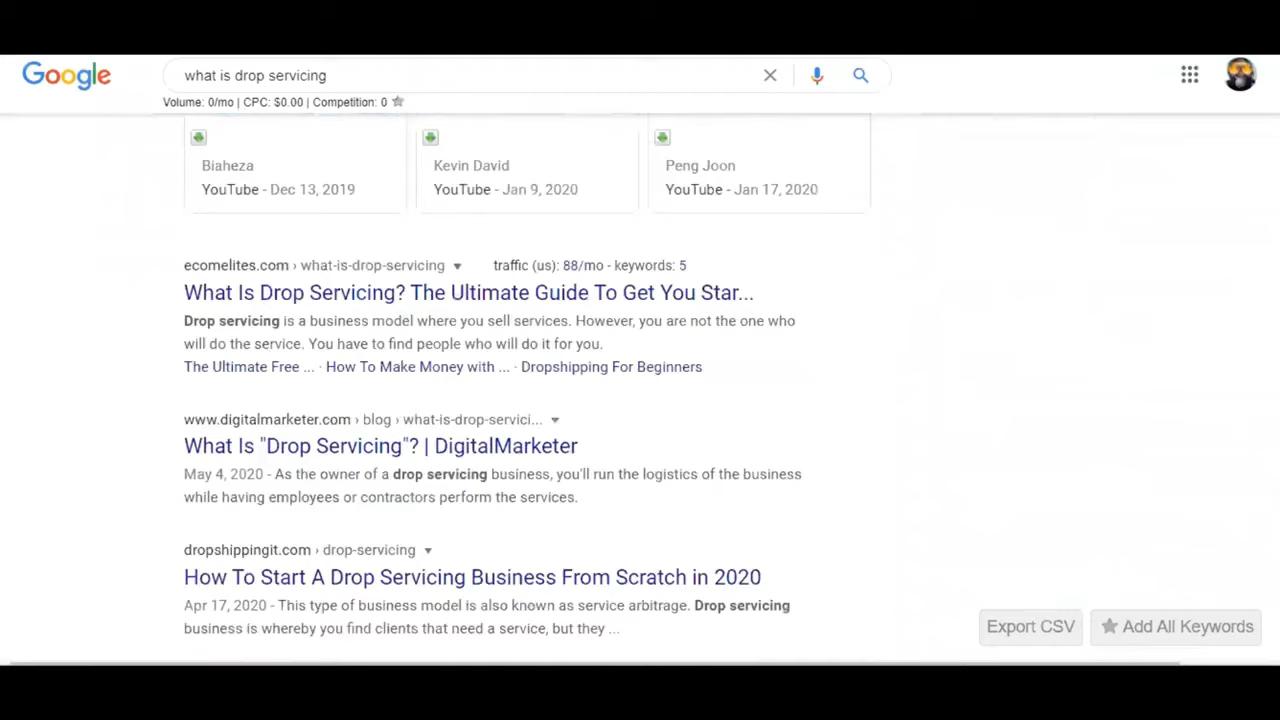 Google
what is drop servicing
Volume: 0/mo | CPC: $0.00 | Competition: 0
Biaheza
YouTube - Dec 13, 2019
Kevin David
YouTube - Jan 9, 2020
Peng Joon
YouTube - Jan 17, 2020
ecomelites.com › what-is-drop-servicing
traffic (us): 88/mo - keywords: 5
What Is Drop Servicing? The Ultimate Guide To Get You Star...
Drop servicing is a business model where you sell services. However, you are not the one who
will do the service. You have to find people who will do it for you.
The Ultimate Free ... · How To Make Money with ... · Dropshipping For Beginners
www.digitalmarketer.com › blog › what-is-drop-servici...
What Is "Drop Servicing"? | DigitalMarketer
May 4, 2020 - As the owner of a drop servicing business, you'll run the logistics of the business
while having employees or contractors perform the services.
dropshippingit.com › drop-servicing
How To Start A Drop Servicing Business From Scratch in 2020
Apr 17, 2020 - This type of business model is also known as service arbitrage. Drop servicing
business is whereby you find clients that need a service, but they ...
Export CSV
Add All Keywords